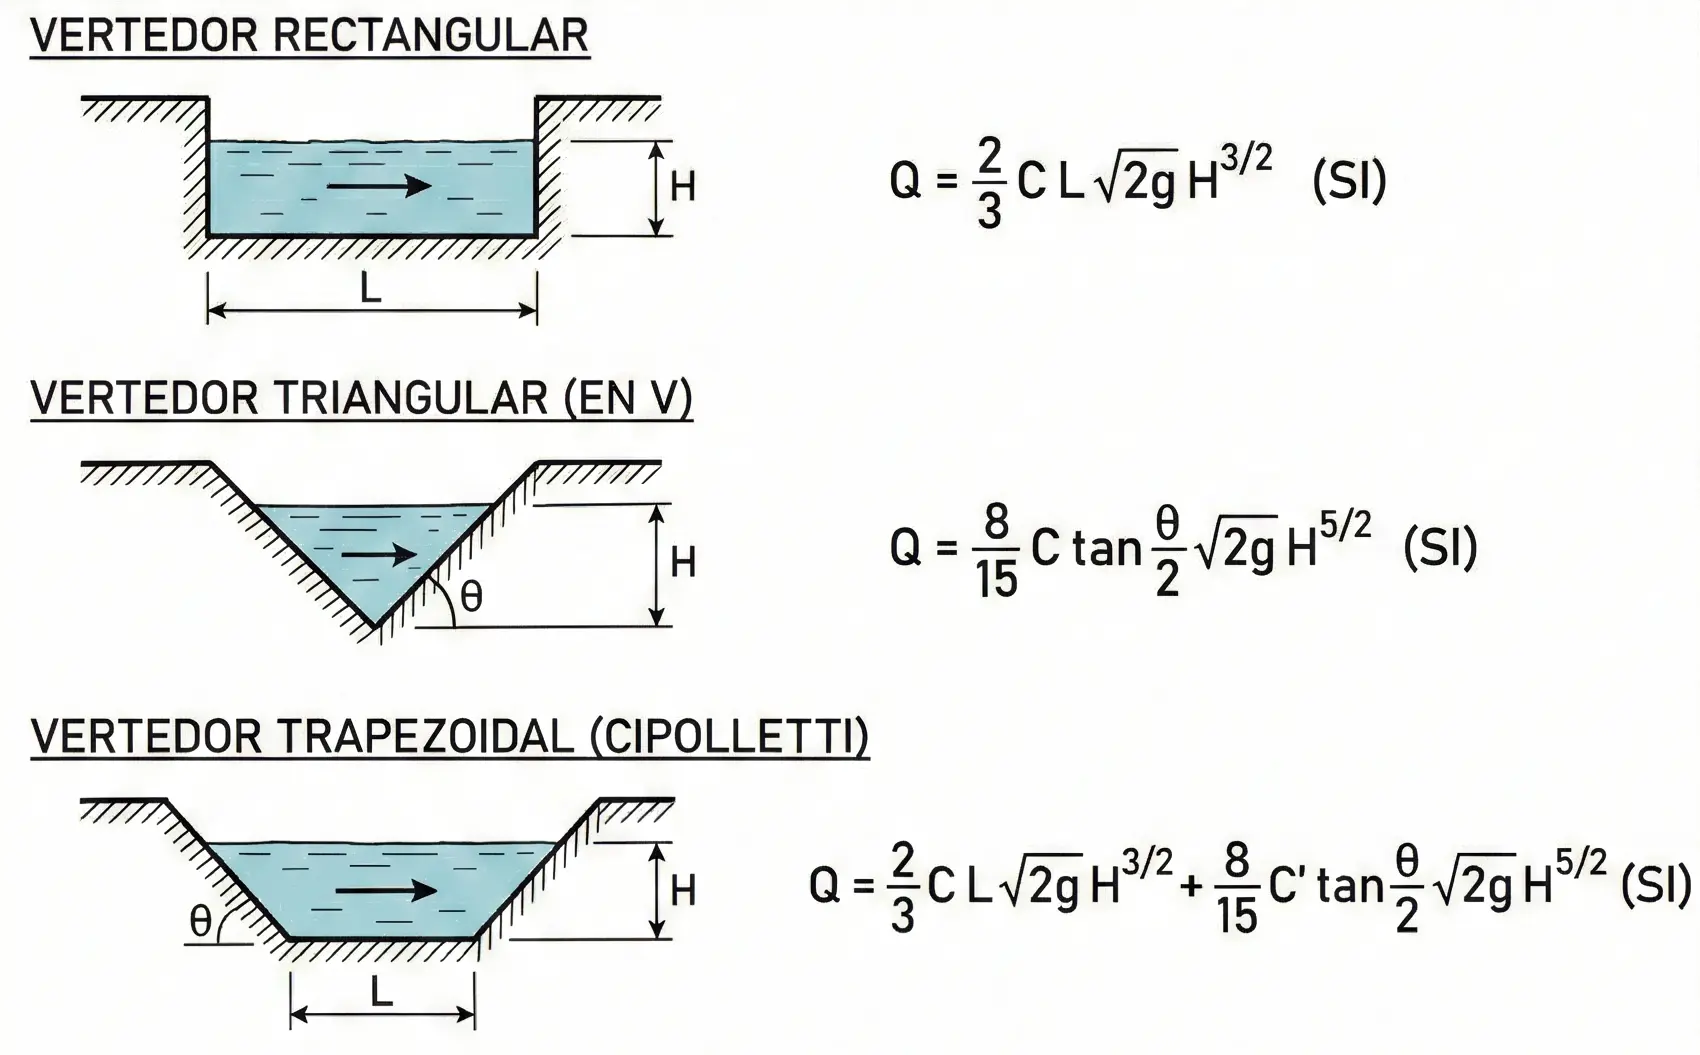 VERTEDOR RECTANGULAR
H
L
Q = 2/3 C L √2g H^3/2 (SI)
VERTEDOR TRIANGULAR (EN V)
H
θ
Q = 8/15 C tan θ/2 √2g H^5/2 (SI)
VERTEDOR TRAPEZOIDAL (CIPOLLETTI)
H
θ
L
Q = 2/3 C L √2g H^3/2 + 8/15 C' tan θ/2 √2g H^5/2 (SI)